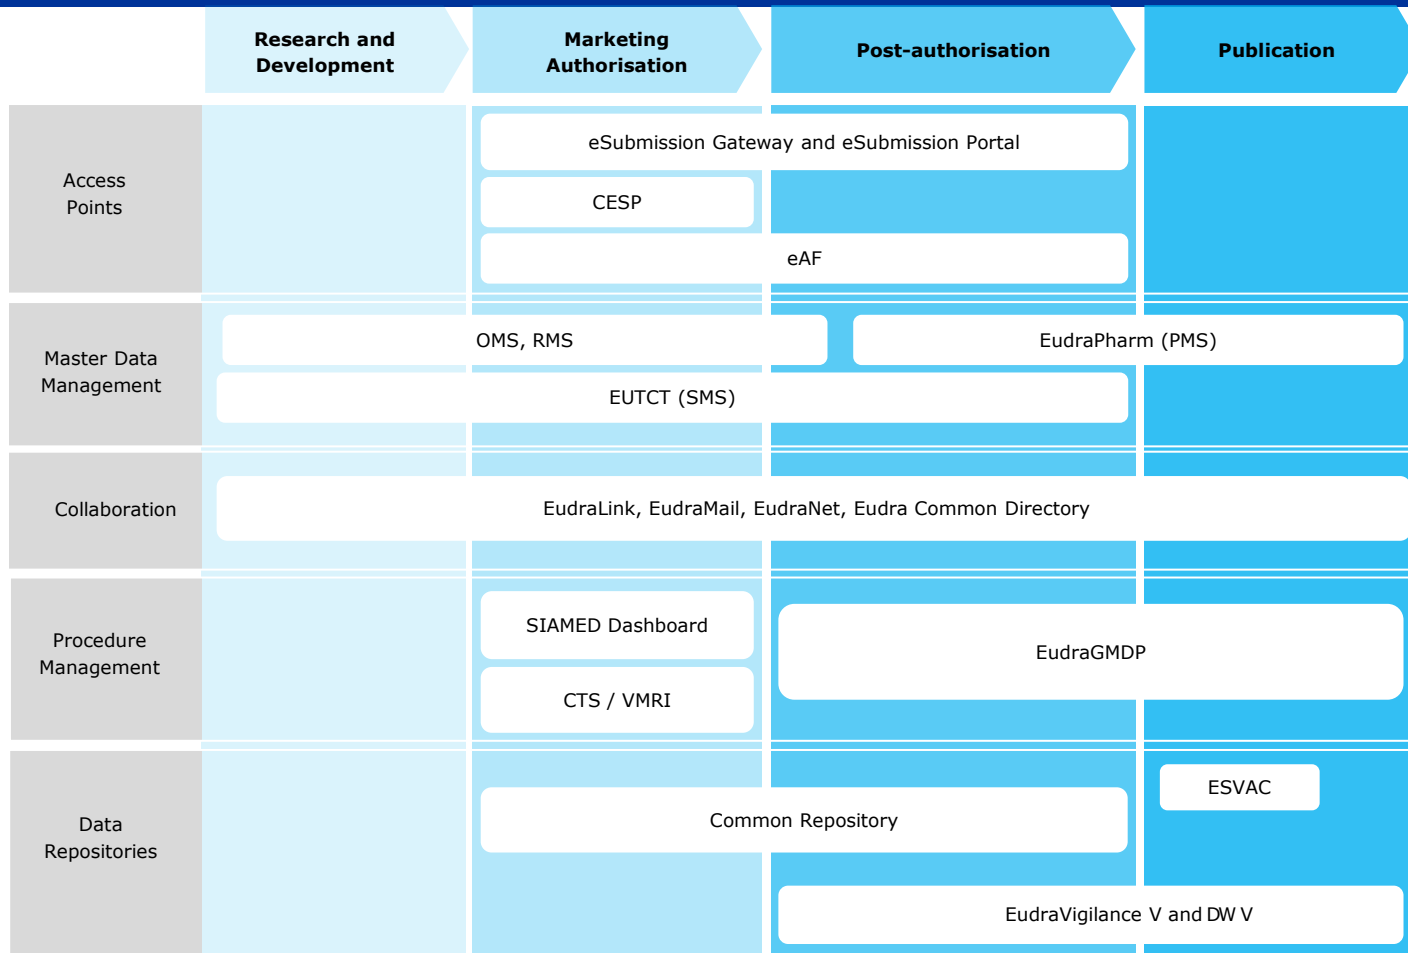 Research and
Development
Marketing
Authorisation
Post-authorisation
Publication
Access
Points
eSubmission Gateway and eSubmission Portal
CESP
eAF
Master Data
Management
OMS, RMS
EudraPharm (PMS)
EUTCT (SMS)
Collaboration
EudraLink, EudraMail, EudraNet, Eudra Common Directory
Procedure
Management
SIAMED Dashboard
CTS / VMRI
EudraGMDP
Data
Repositories
ESVAC
Common Repository
EudraVigilance V and DW V